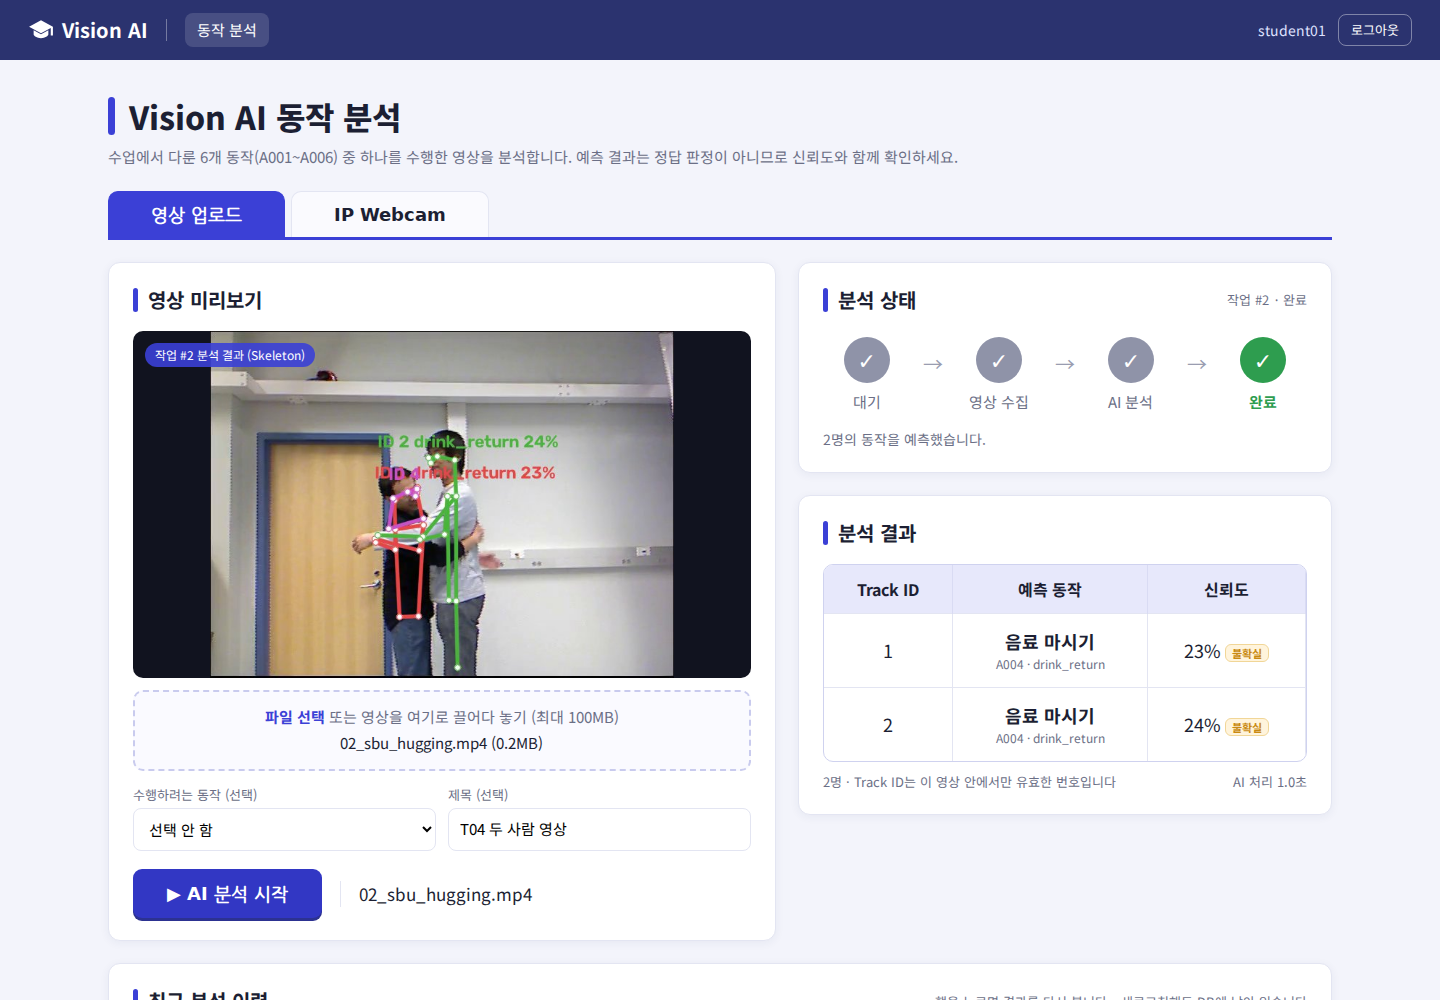 Vision AI
동작 분석
student01
로그아웃
Vision AI 동작 분석
수업에서 다룬 6개 동작(A001~A006) 중 하나를 수행한 영상을 분석합니다. 예측 결과는 정답 판정이 아니므로 신뢰도와 함께 확인하세요.
영상 업로드
IP Webcam
영상 미리보기
작업 #2 분석 결과 (Skeleton)
ID 2 drink_return 24%
drink_return 23%
파일 선택 또는 영상을 여기로 끌어다 놓기 (최대 100MB)
02_sbu_hugging.mp4 (0.2MB)
수행하려는 동작 (선택)
제목 (선택)
선택 안 함
T04 두 사람 영상
▶ AI 분석 시작
02_sbu_hugging.mp4
분석 상태
작업 #2 · 완료
✓ → ✓ → ✓ → ✓
대기
영상 수집
AI 분석
완료
2명의 동작을 예측했습니다.
분석 결과
Track ID
예측 동작
신뢰도
1
음료 마시기
A004 · drink_return
23% 불확실
2
음료 마시기
A004 · drink_return
24% 불확실
2명 · Track ID는 이 영상 안에서만 유효한 번호입니다
AI 처리 1.0초
최근 분석 이력